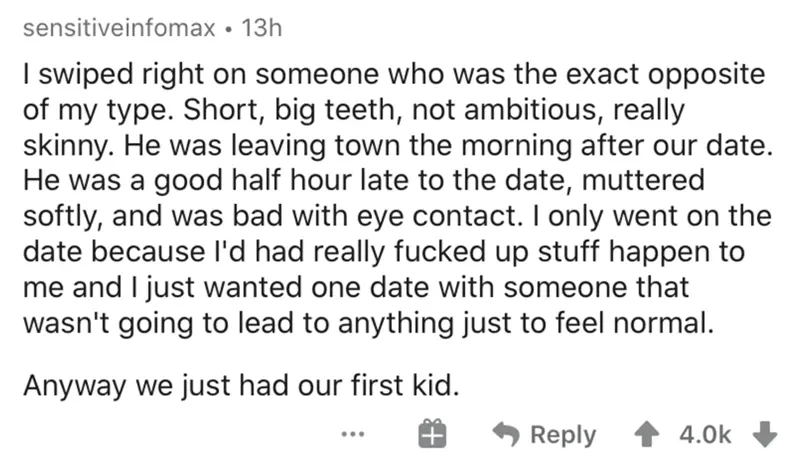 sensitiveinfomax • 13h
I swiped right on someone who was the exact opposite
of my type. Short, big teeth, not ambitious, really
skinny. He was leaving town the morning after our date.
He was a good half hour late to the date, muttered
softly, and was bad with eye contact. I only went on the
date because I'd had really fucked up stuff happen to
me and I just wanted one date with someone that
wasn't going to lead to anything just to feel normal.
Anyway we just had our first kid.
... Reply 4.0k